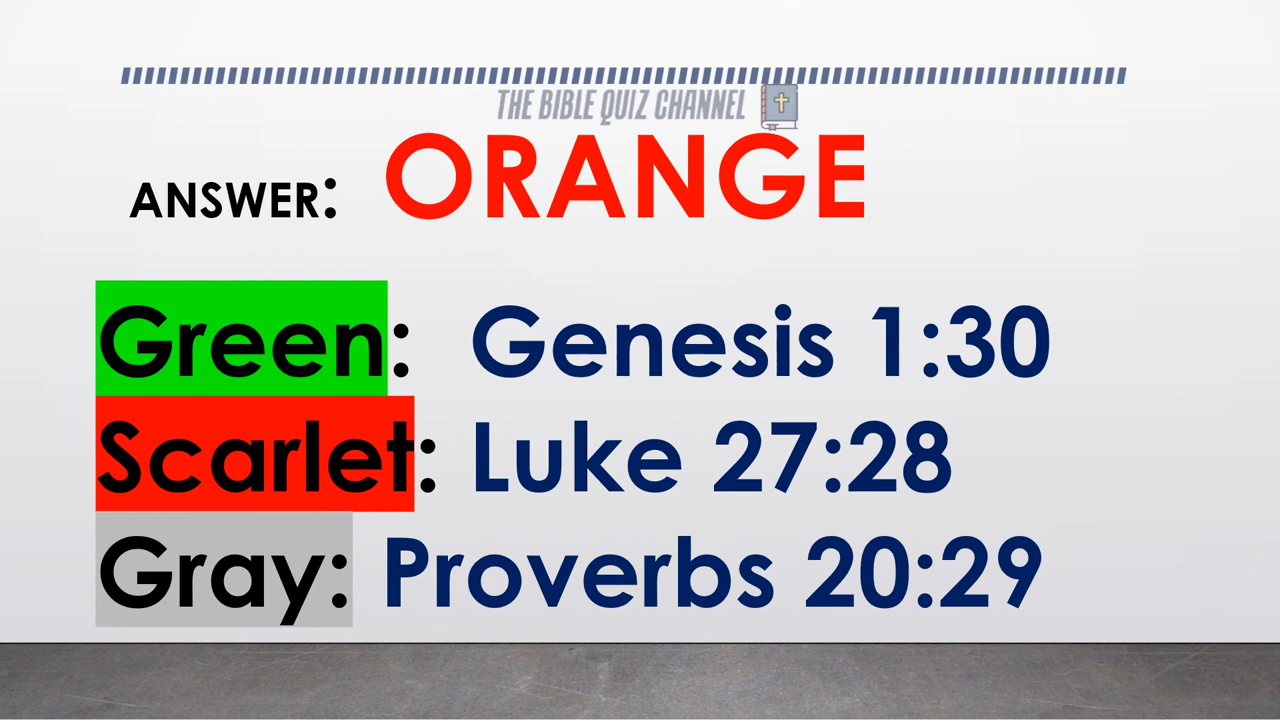 THE BIBLE QUIZ CHANNEL
ANSWER: ORANGE
Green: Genesis 1:30
Scarlet: Luke 27:28
Gray: Proverbs 20:29